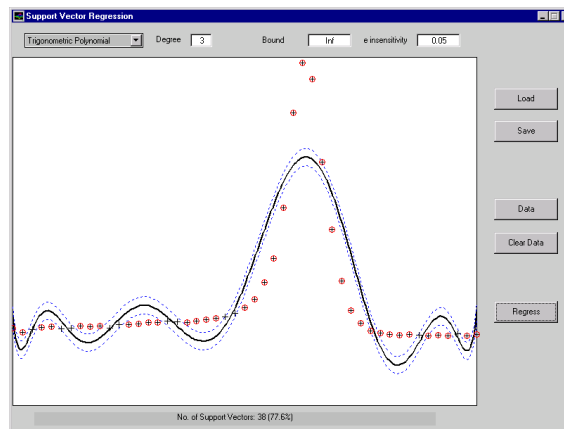 Support Vector Regression
Trigonometric Polynomial Degree 3 Bound Inf e insensitivity 0.05
Load
Save
Data
Clear Data
Regress
No. of Support Vectors: 38 (77.6%)